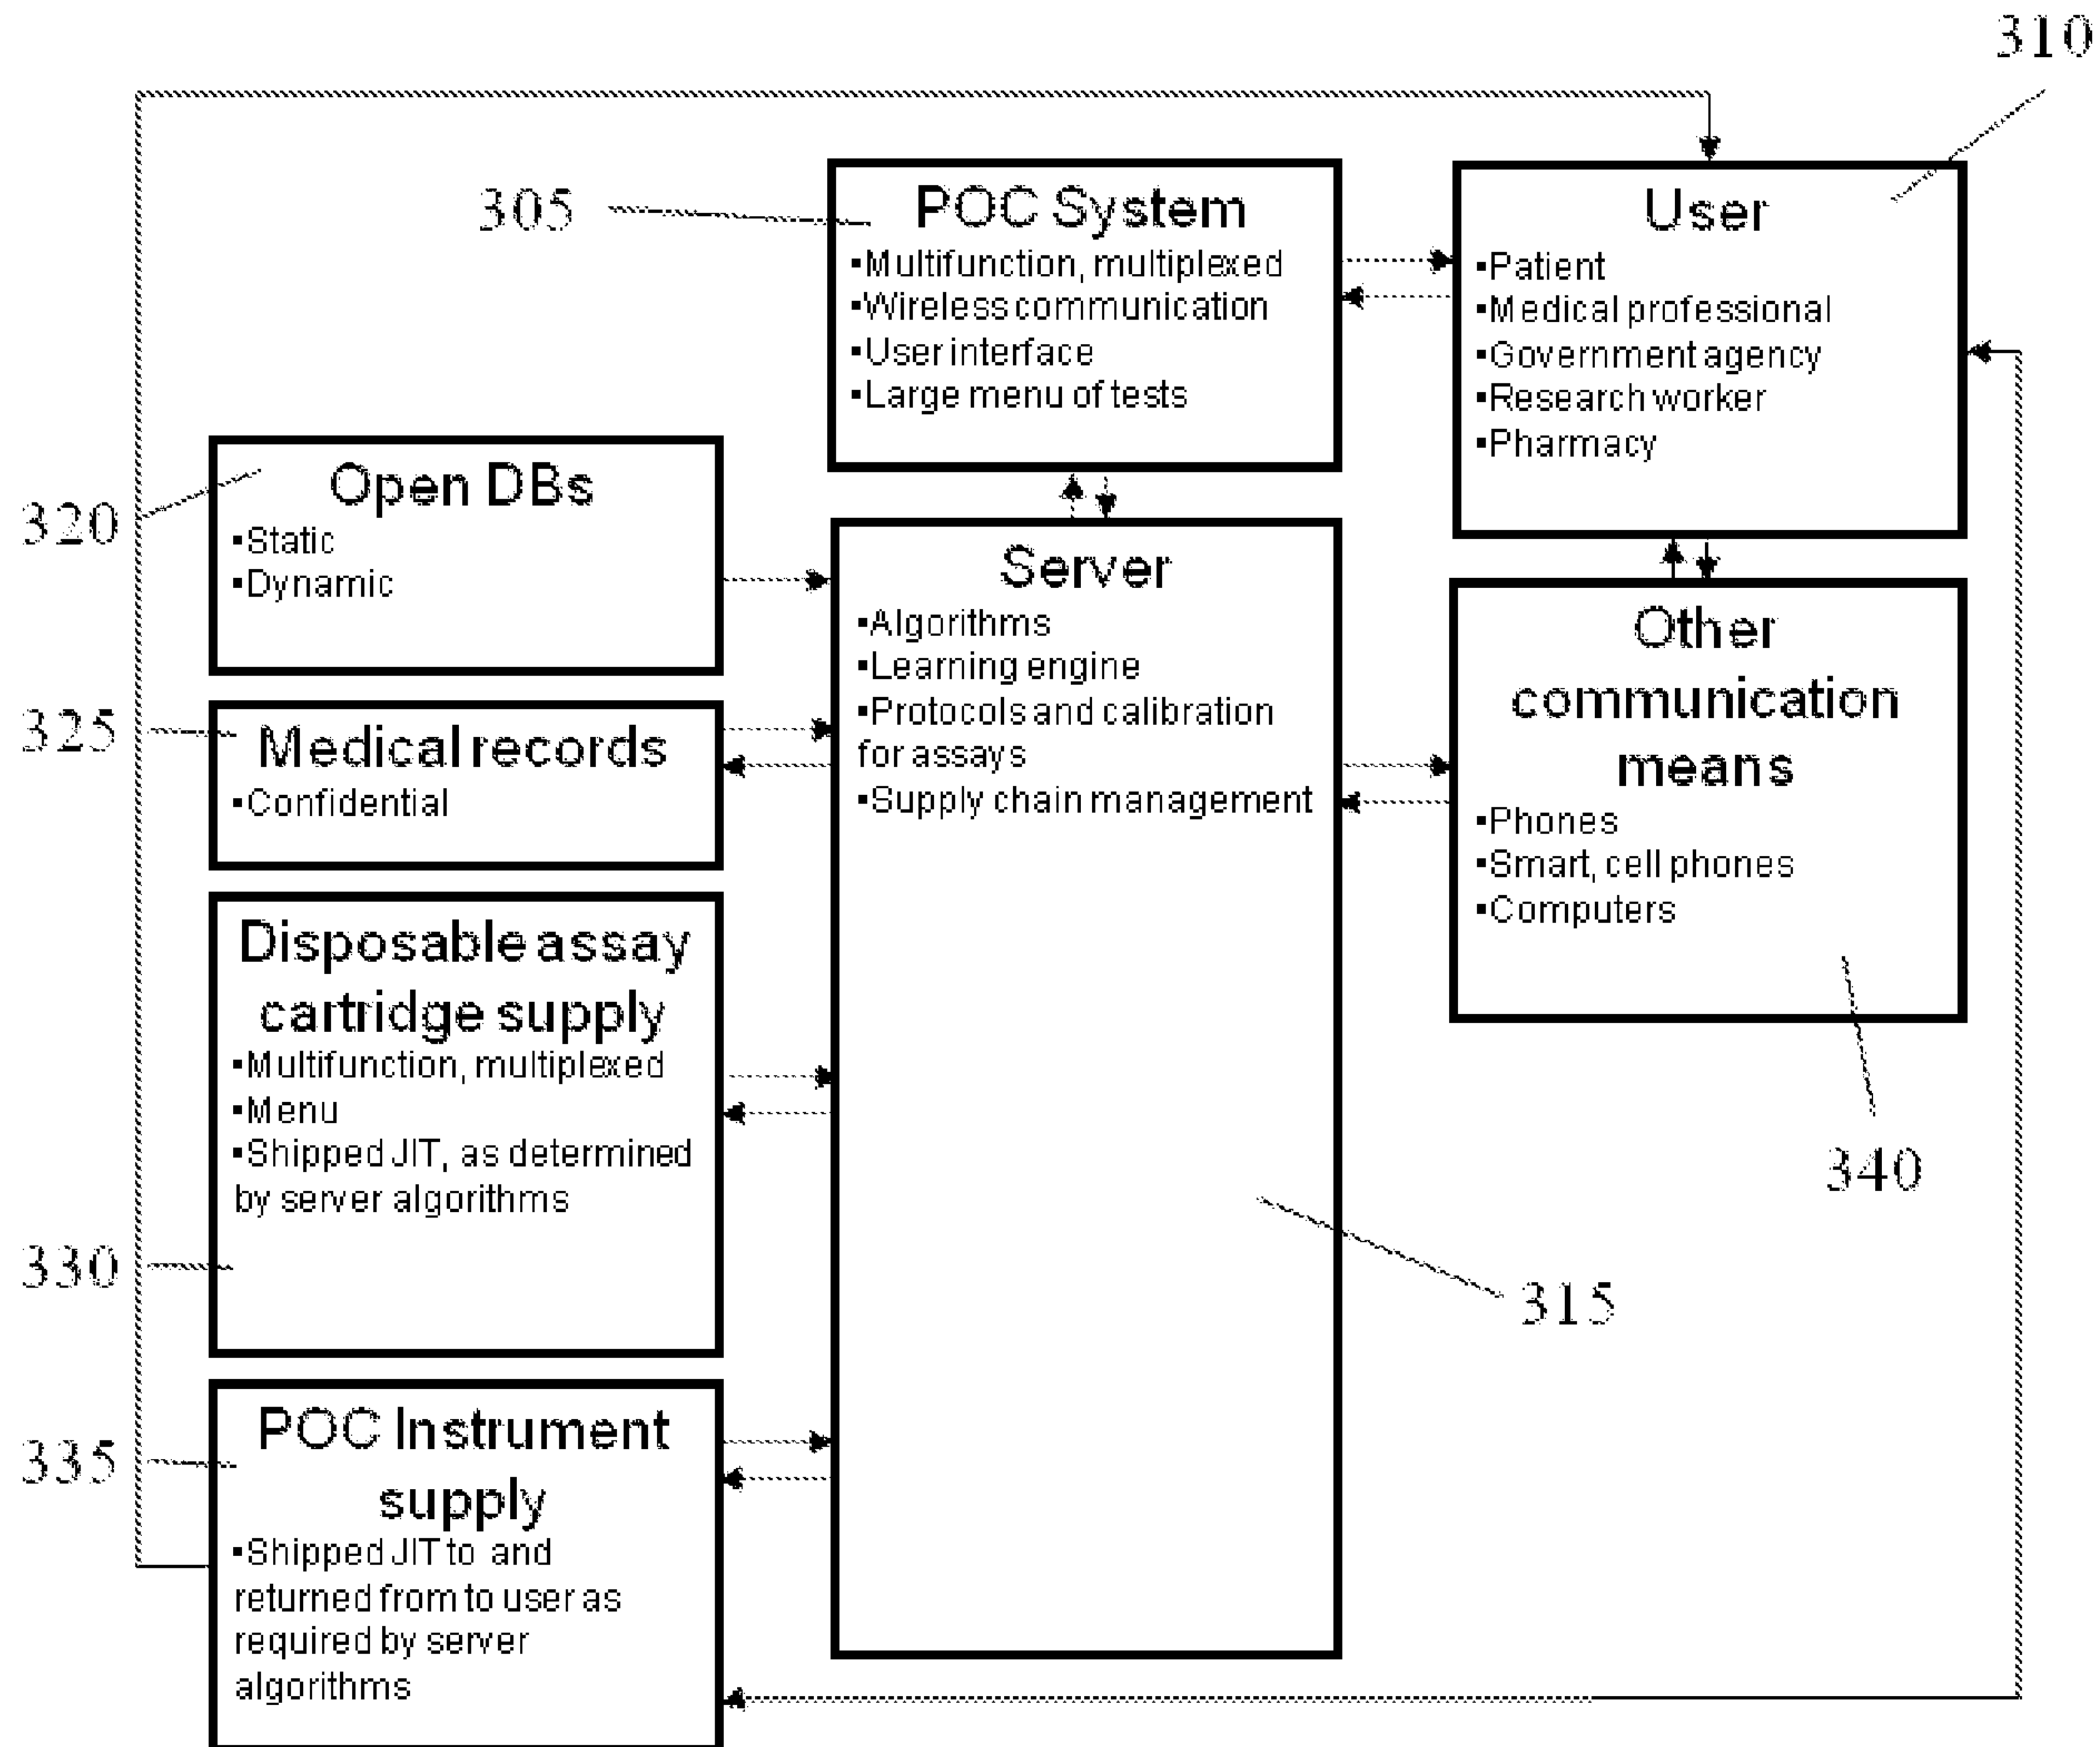 310
305
POC System
▪Multifunction, multiplexed
▪Wireless communication
▪User interface
▪Large menu of tests
User
▪Patient
▪Medical professional
▪Government agency
▪Research worker
▪Pharmacy
320
Open DBs
▪Static
▪Dynamic
325
Medical records
▪Confidential
Server
▪Algorithms
▪Learning engine
▪Protocols and calibration
for assays
▪Supply chain management
Other
communication
means
▪Phones
▪Smart, cell phones
▪Computers
340
330
Disposable assay
cartridge supply
▪Multifunction, multiplexed
▪Menu
▪Shipped JIT, as determined
by server algorithms
315
335
POC Instrument
supply
▪Shipped JIT to and
returned from to user as
required by server
algorithms